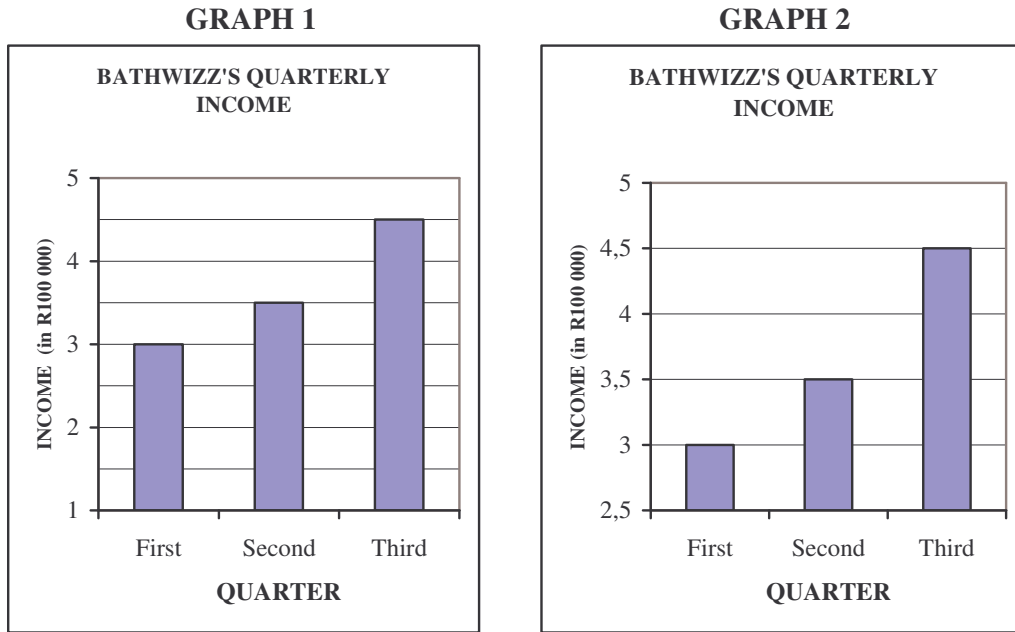 GRAPH 1
BATHWIZZ'S QUARTERLY
INCOME
5
4
3
2
1
INCOME (in R100 000)
First Second Third
QUARTER
GRAPH 2
BATHWIZZ'S QUARTERLY
INCOME
5
4,5
4
3,5
3
2,5
INCOME (in R100 000)
First Second Third
QUARTER